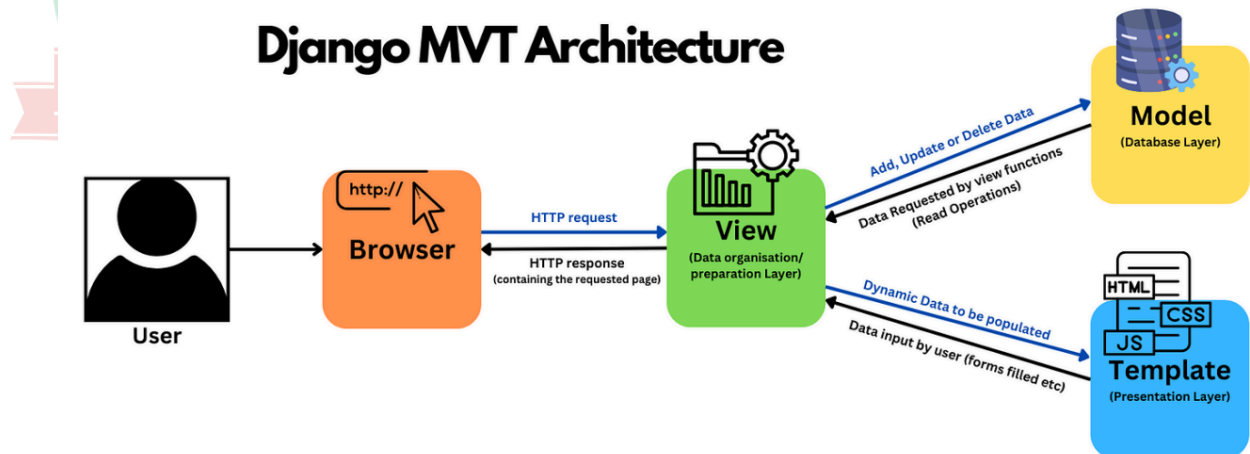 Django MVT Architecture
User
http://
Browser
HTTP request
HTTP response
(containing the requested page)
View
(Data organisation/
preparation Layer)
Add, Update or Delete Data
Data Requested by view functions
(Read Operations)
Model
(Database Layer)
Dynamic Data to be populated
Data input by user (forms filled etc)
HTML
CSS
JS
Template
(Presentation Layer)